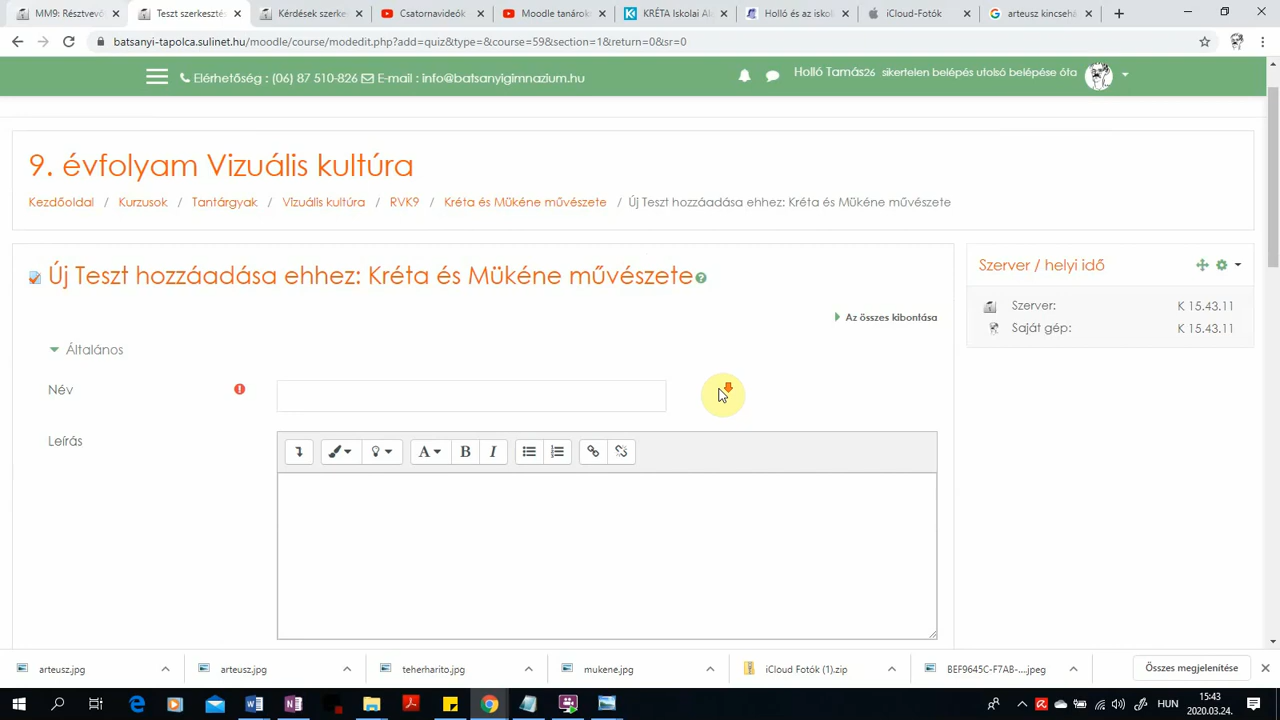 MM9: Résztvevő
Teszt szerkeszté
Kérdések szerke
Csatornavideók
Moodle tanárok
KRÉTA Iskolai Al
Holló és az isko
iCloud-Fotók
arteusz kincsehá
batsanyi-tapolca.sulinet.hu/moodle/course/modedit.php?add=quiz&type=&course=59&section=1&return=0&sr=0
Elérhetőség : (06) 87 510-826 E-mail : info@batsanyigimnazium.hu
Holló Tamás26 sikertelen belépés utolsó belépése óta
9. évfolyam Vizuális kultúra
Kezdőoldal / Kurzusok / Tantárgyak / Vizuális kultúra / RVK9 / Kréta és Mükéne művészete / Új Teszt hozzáadása ehhez: Kréta és Mükéne művészete
Új Teszt hozzáadása ehhez: Kréta és Mükéne művészete
Az összes kibontása
Általános
Név
Leírás
Szerver / helyi idő
Szerver: K 15.43.11
Saját gép: K 15.43.11
arteusz.jpg
arteusz.jpg
teherharito.jpg
mukene.jpg
iCloud Fotók (1).zip
BEF9645C-F7AB-....jpeg
Összes megjelenítése
HUN
15:43
2020.03.24.